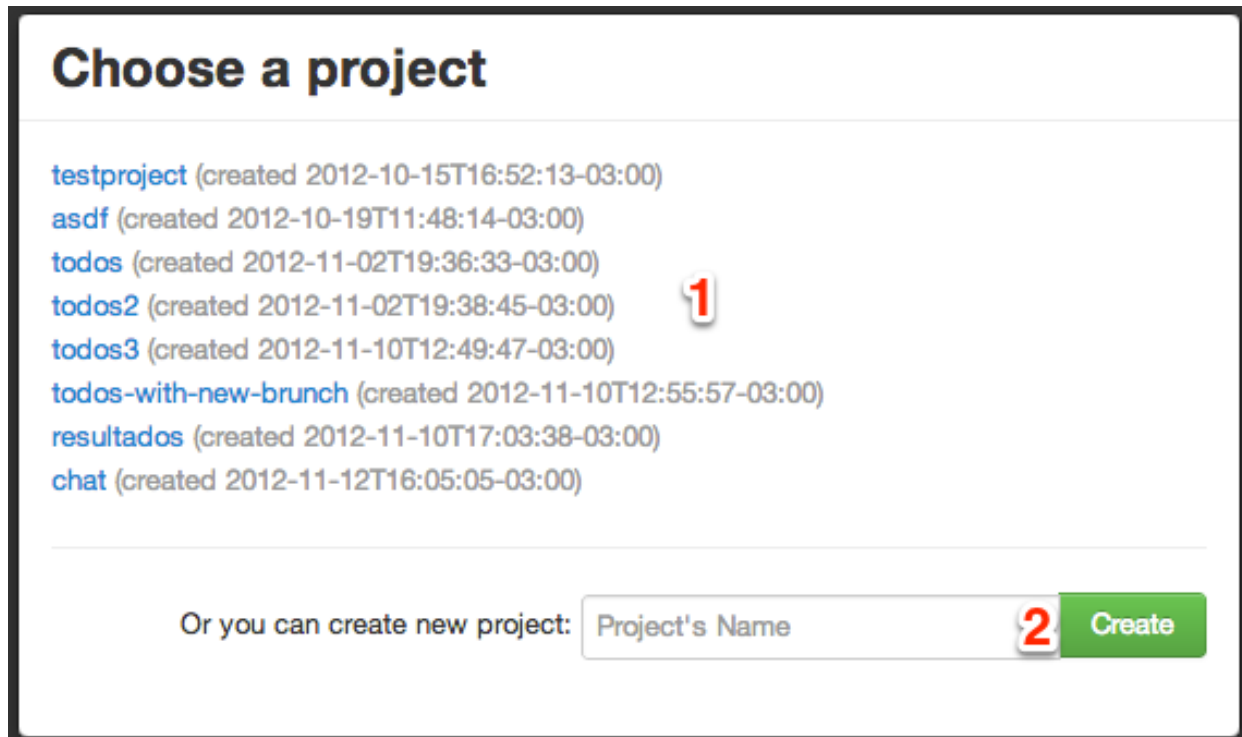 Choose a project
testproject (created 2012-10-15T16:52:13-03:00)
asdf (created 2012-10-19T11:48:14-03:00)
todos (created 2012-11-02T19:36:33-03:00)
todos2 (created 2012-11-02T19:38:45-03:00)
1
todos3 (created 2012-11-10T12:49:47-03:00)
todos-with-new-brunch (created 2012-11-10T12:55:57-03:00)
resultados (created 2012-11-10T17:03:38-03:00)
chat (created 2012-11-12T16:05:05-03:00)
Or you can create new project: Project's Name 2 Create